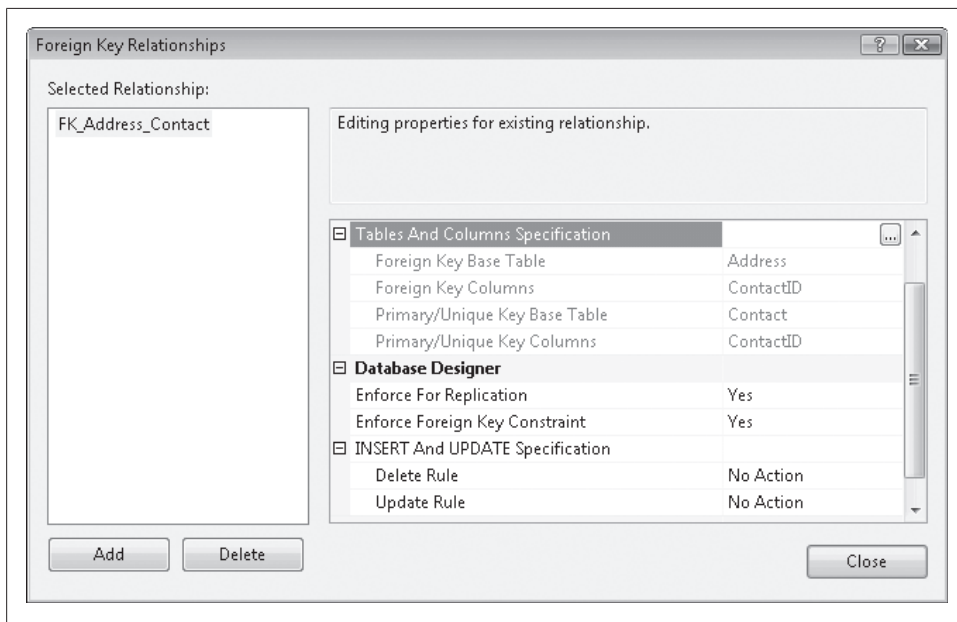 Foreign Key Relationships
Selected Relationship:
FK_Address_Contact
Editing properties for existing relationship.
Tables And Columns Specification ...
Foreign Key Base Table Address
Foreign Key Columns ContactID
Primary/Unique Key Base Table Contact
Primary/Unique Key Columns ContactID
Database Designer
Enforce For Replication Yes
Enforce Foreign Key Constraint Yes
INSERT And UPDATE Specification
Delete Rule No Action
Update Rule No Action
Add Delete
Close